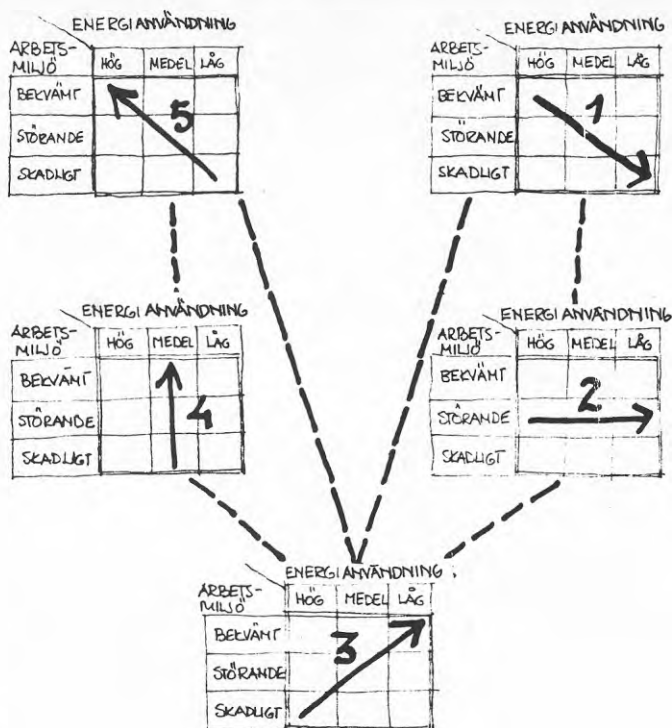 ENERGIANVÄNDNING
ARBETS-
MILJÖ
HÖG MEDEL LÅG
BEKVÄMT
STÖRANDE
SKADLIGT
5
ENERGIANVÄNDNING
ARBETS-
MILJÖ
HÖG MEDEL LÅG
BEKVÄMT
STÖRANDE
SKADLIGT
1
ENERGIANVÄNDNING
ARBETS-
MILJÖ
HÖG MEDEL LÅG
BEKVÄMT
STÖRANDE
SKADLIGT
4
ENERGIANVÄNDNING
ARBETS-
MILJÖ
HÖG MEDEL LÅG
BEKVÄMT
STÖRANDE
SKADLIGT
2
ENERGIANVÄNDNING
ARBETS-
MILJÖ
HÖG MEDEL LÅG
BEKVÄMT
STÖRANDE
SKADLIGT
3